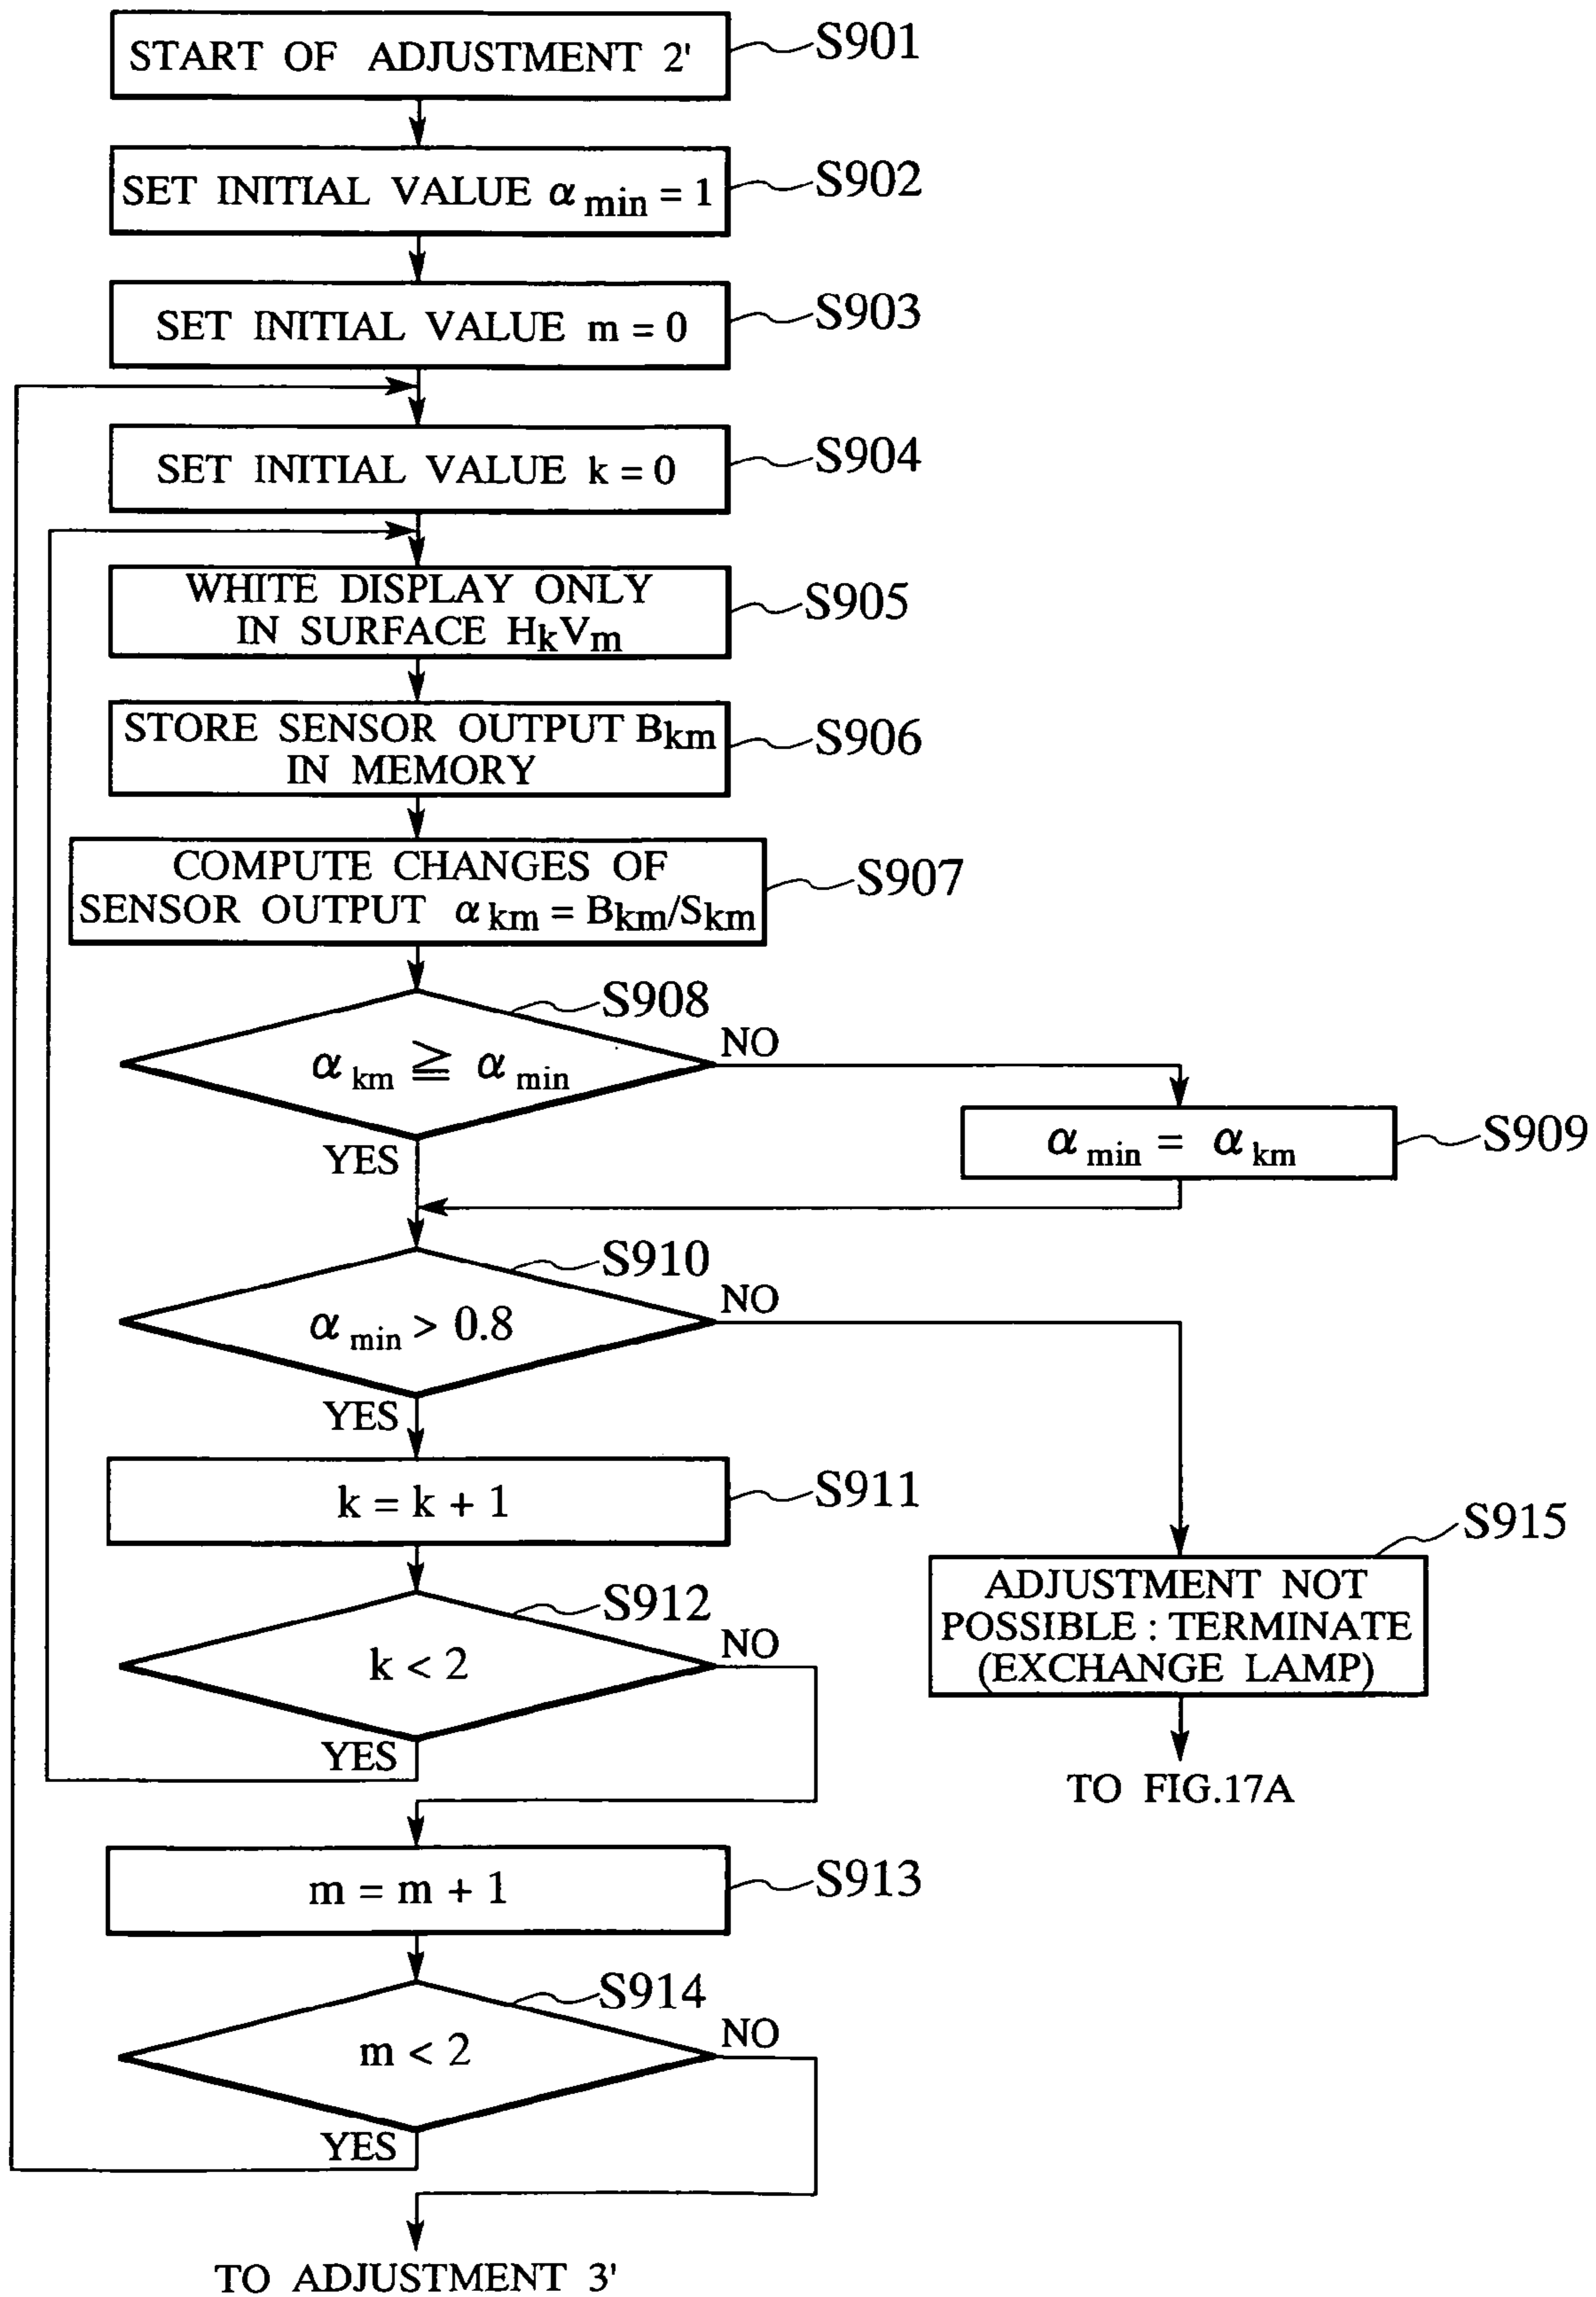 START OF ADJUSTMENT 2'
S901
SET INITIAL VALUE α min = 1
S902
SET INITIAL VALUE m = 0
S903
SET INITIAL VALUE k = 0
S904
WHITE DISPLAY ONLY
IN SURFACE HkVm
S905
STORE SENSOR OUTPUT Bkm
IN MEMORY
S906
COMPUTE CHANGES OF
SENSOR OUTPUT α km = Bkm/Skm
S907
S908
α km ≧ α min
NO
YES
α min = α km
S909
S910
α min > 0.8
NO
YES
k = k + 1
S911
S915
ADJUSTMENT NOT
POSSIBLE : TERMINATE
(EXCHANGE LAMP)
TO FIG.17A
S912
k < 2
NO
YES
m = m + 1
S913
S914
m < 2
NO
YES
TO ADJUSTMENT 3'